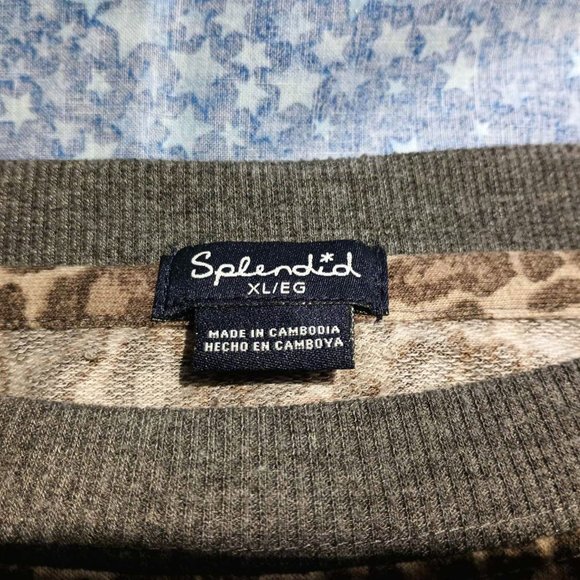 Splendid
XL/EG
MADE IN CAMBODIA
HECHO EN CAMBOYA